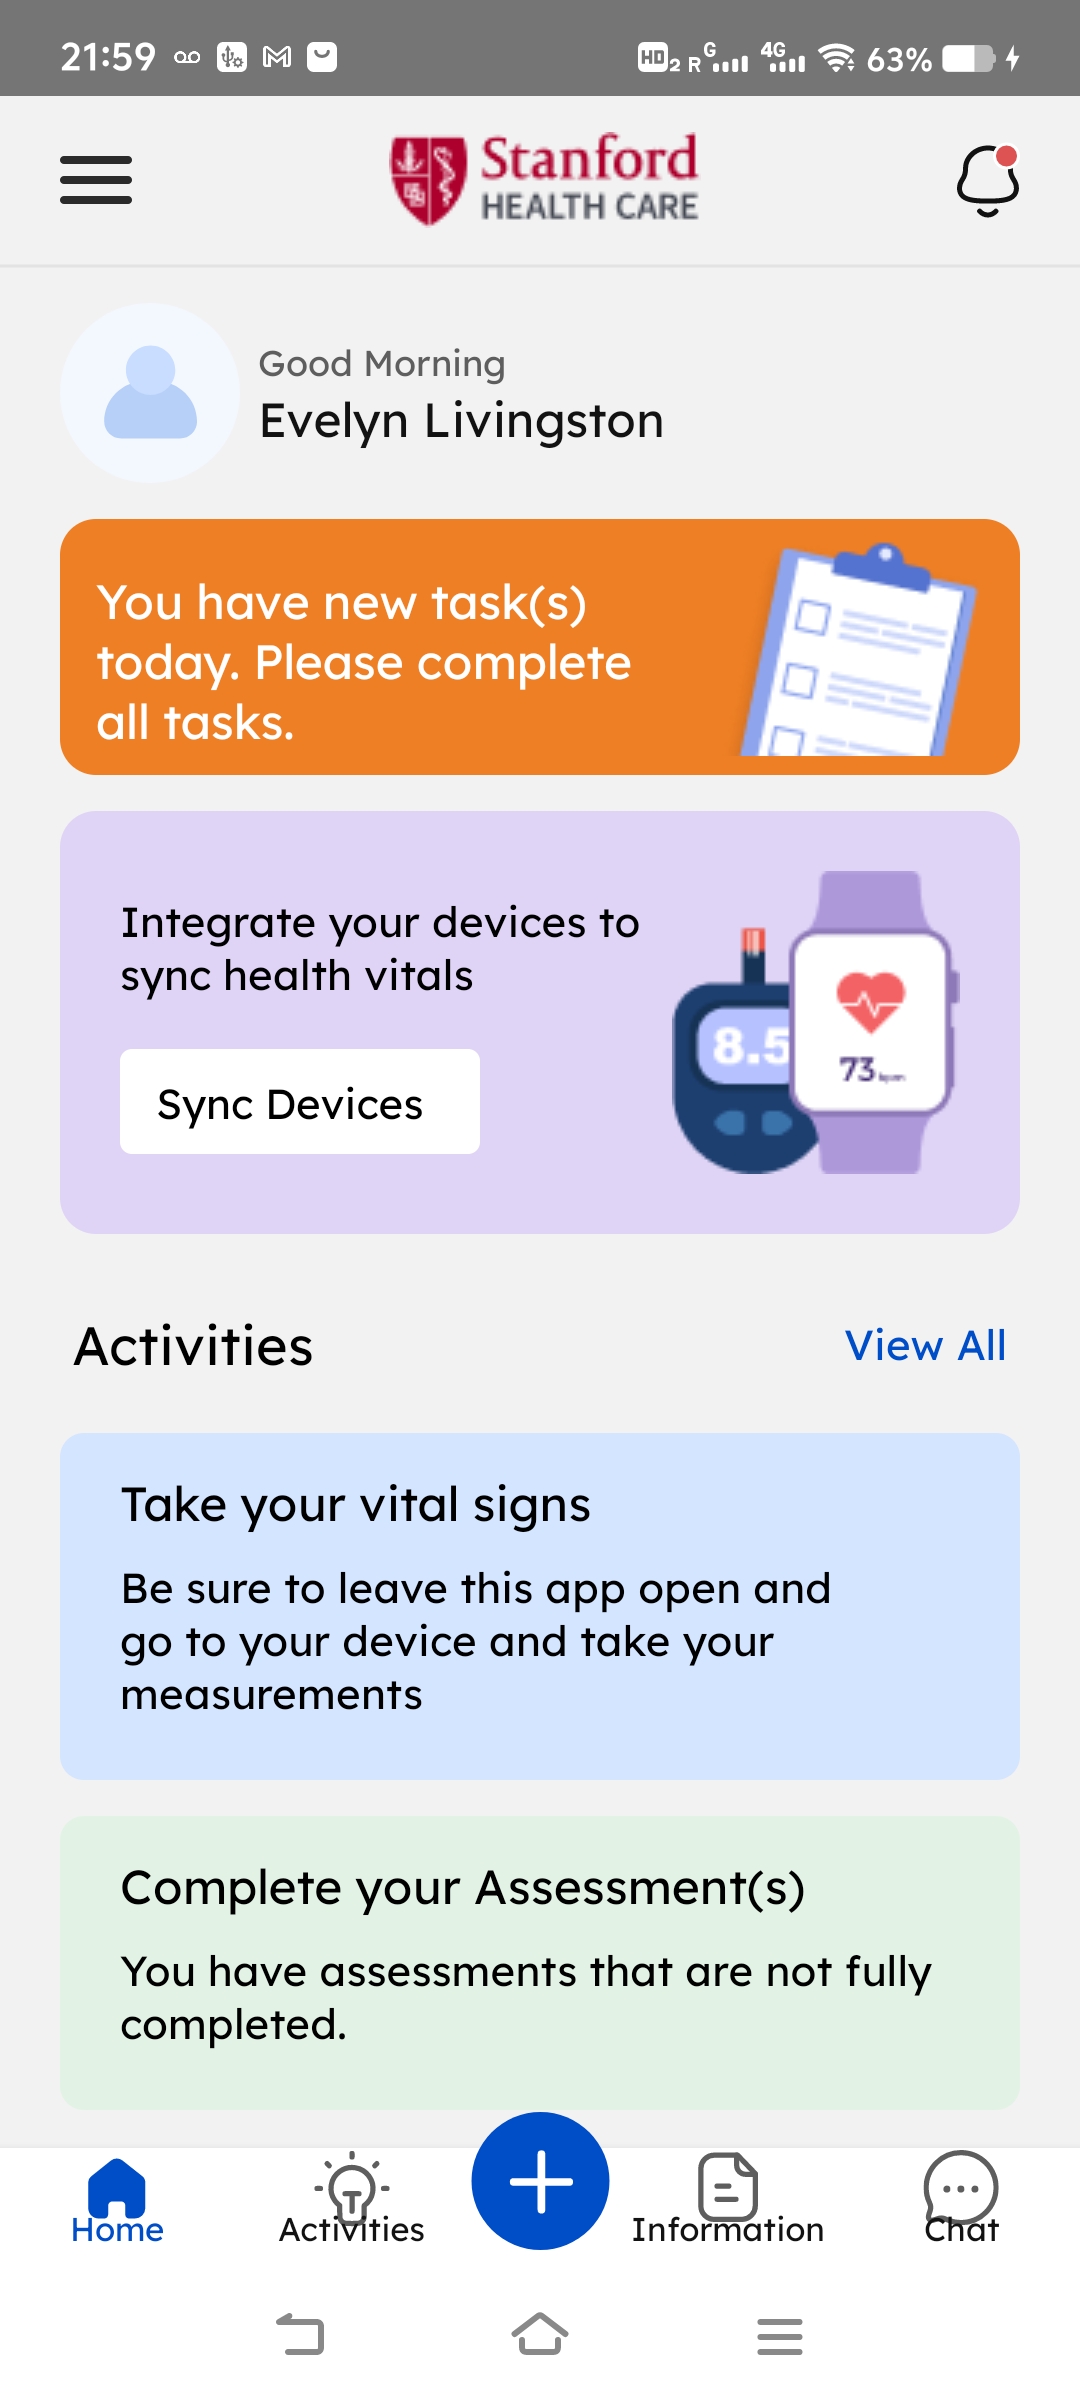 21:59
HD 2 R G 4G 63%
Stanford
HEALTH CARE
Good Morning
Evelyn Livingston
You have new task(s)
today. Please complete
all tasks.
Integrate your devices to
sync health vitals
Sync Devices
8.5
73
Activities
View All
Take your vital signs
Be sure to leave this app open and
go to your device and take your
measurements
Complete your Assessment(s)
You have assessments that are not fully
completed.
Home
Activities
Information
Chat